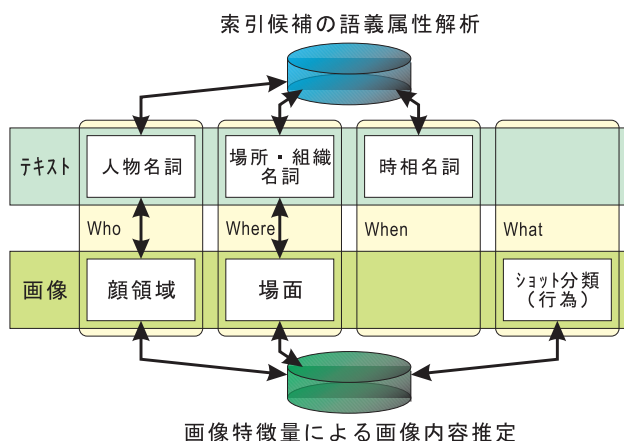 索引候補の語義属性解析
テキスト
人物名詞
場所・組織
名詞
時相名詞
Who
Where
When
What
画像
顔領域
場面
ショット分類
(行為)
画像特徴量による画像内容推定